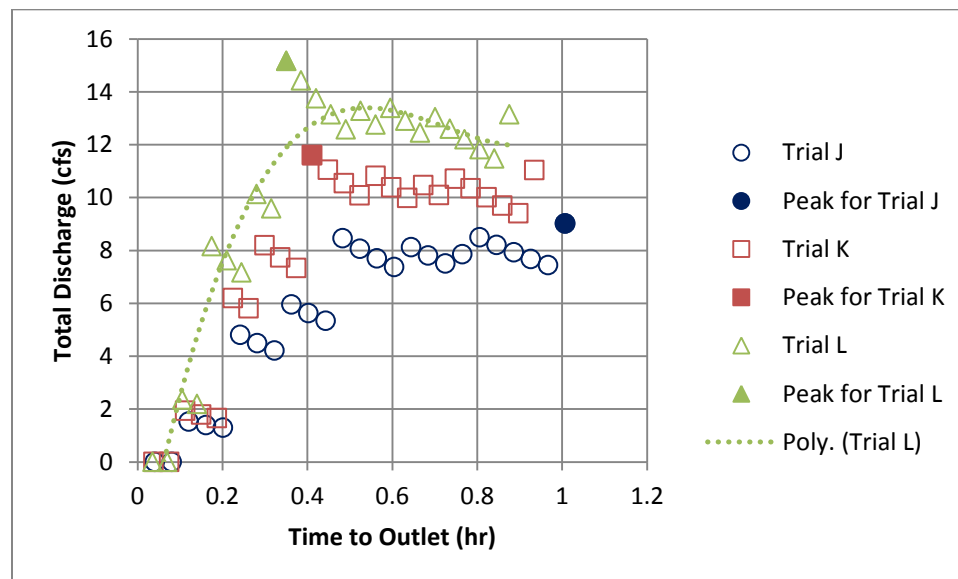 16
14
12
10
8
6
4
2
0
Total Discharge (cfs)
0
0.2
0.4
0.6
0.8
1
1.2
Time to Outlet (hr)
Trial J
Peak for Trial J
Trial K
Peak for Trial K
Trial L
Peak for Trial L
Poly. (Trial L)